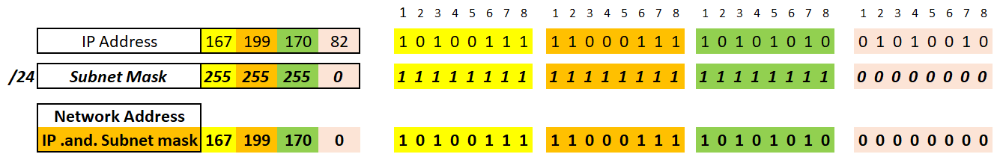 1 2 3 4 5 6 7 8 1 2 3 4 5 6 7 8 1 2 3 4 5 6 7 8 1 2 3 4 5 6 7 8
IP Address 167 199 170 82 1 0 1 0 0 1 1 1 1 1 0 0 0 1 1 1 1 0 1 0 1 0 1 0 0 1 0 1 0 0 1 0
/24 Subnet Mask 255 255 255 0 1 1 1 1 1 1 1 1 1 1 1 1 1 1 1 1 1 1 1 1 1 1 1 1 0 0 0 0 0 0 0 0
Network Address
IP .and. Subnet mask 167 199 170 0 1 0 1 0 0 1 1 1 1 1 0 0 0 1 1 1 1 0 1 0 1 0 1 0 0 0 0 0 0 0 0 0